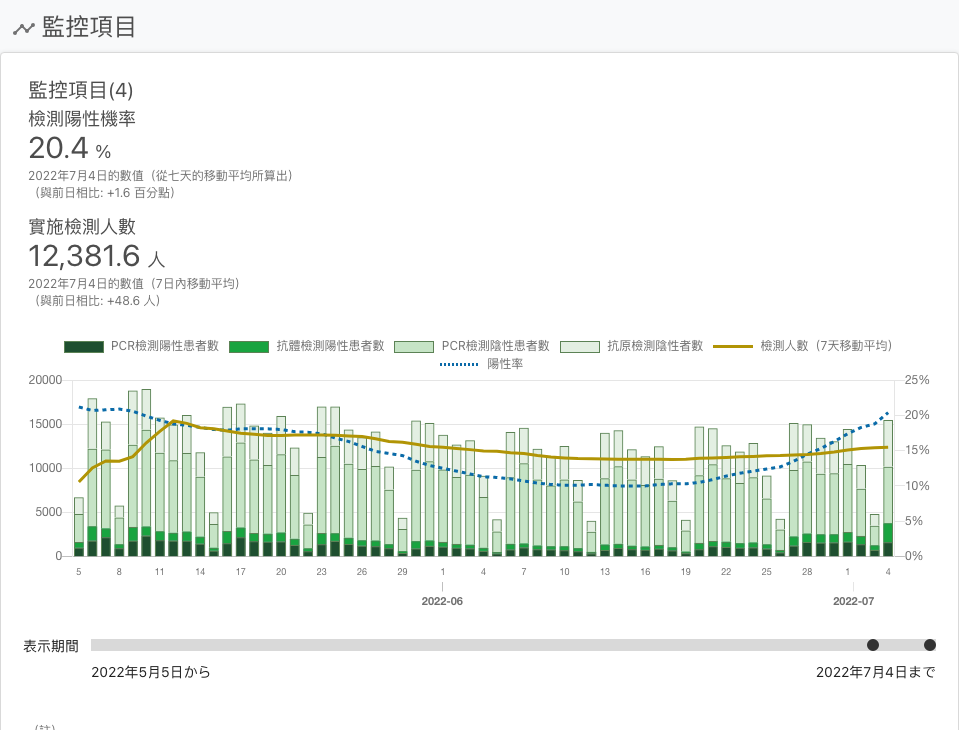 監控項目
監控項目(4)
檢測陽性機率
20.4 %
2022年7月4日的數值（從七天的移動平均所算出）
（與前日相比: +1.6 百分點）
實施檢測人數
12,381.6 人
2022年7月4日的數值（7日內移動平均）
（與前日相比: +48.6 人）
PCR檢測陽性患者數 抗體檢測陽性患者數 PCR檢測陰性患者數 抗原檢測陰性者數 檢測人數（7天移動平均）
陽性率
20000 25%
15000 20%
10000 15%
5000 10%
0 5%
0%
5 8 11 14 17 20 23 26 29 1 4 7 10 13 16 19 22 25 28 1 4
2022-06 2022-07
表示期間
2022年5月5日から 2022年7月4日まで
（註）